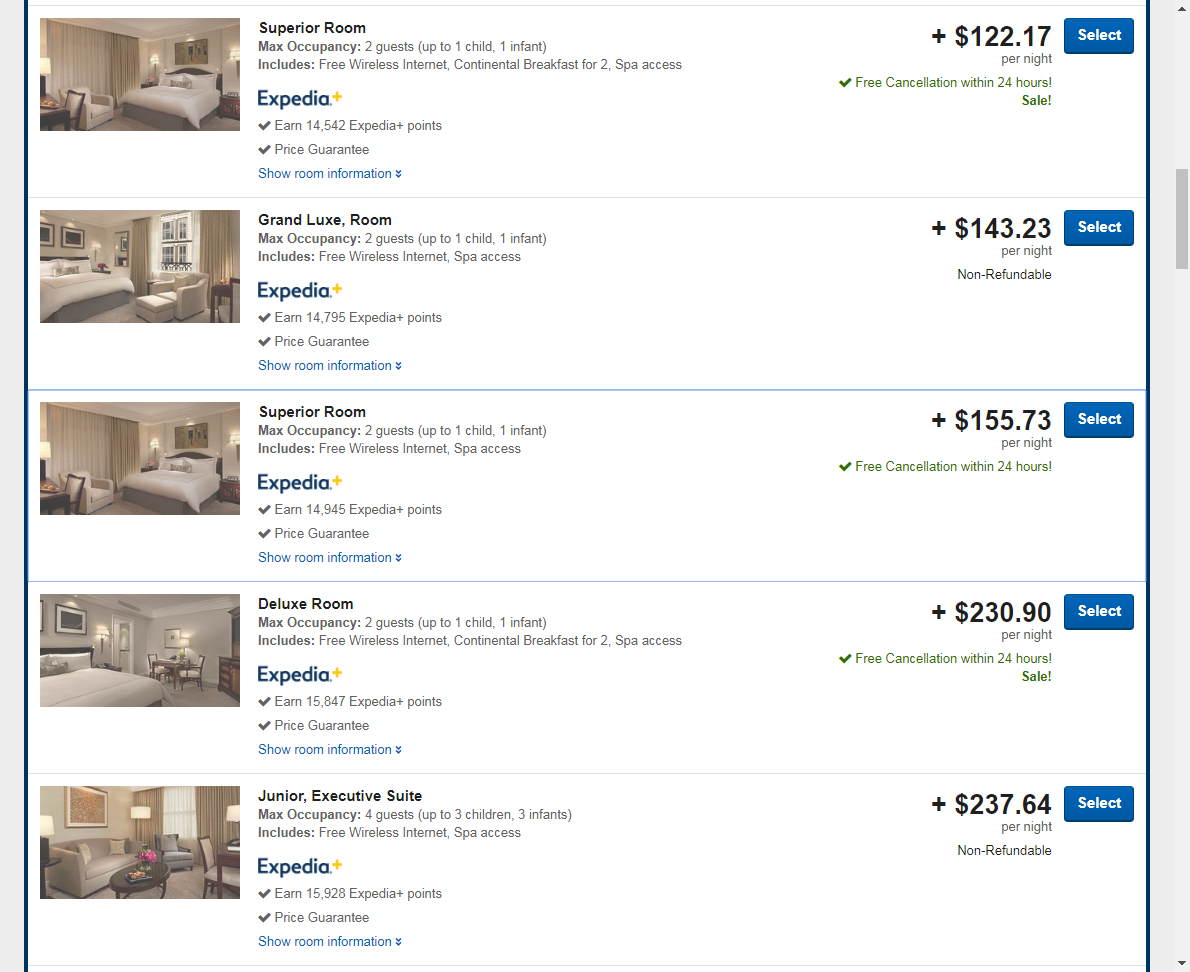 Superior Room
Max Occupancy: 2 guests (up to 1 child, 1 infant)
Includes: Free Wireless Internet, Continental Breakfast for 2, Spa access
Expedia+
Earn 14,542 Expedia+ points
Price Guarantee
Show room information
+ $122.17
per night
Free Cancellation within 24 hours!
Sale!
Select
Grand Luxe, Room
Max Occupancy: 2 guests (up to 1 child, 1 infant)
Includes: Free Wireless Internet, Spa access
Expedia+
Earn 14,795 Expedia+ points
Price Guarantee
Show room information
+ $143.23
per night
Non-Refundable
Select
Superior Room
Max Occupancy: 2 guests (up to 1 child, 1 infant)
Includes: Free Wireless Internet, Spa access
Expedia+
Earn 14,945 Expedia+ points
Price Guarantee
Show room information
+ $155.73
per night
Free Cancellation within 24 hours!
Select
Deluxe Room
Max Occupancy: 2 guests (up to 1 child, 1 infant)
Includes: Free Wireless Internet, Continental Breakfast for 2, Spa access
Expedia+
Earn 15,847 Expedia+ points
Price Guarantee
Show room information
+ $230.90
per night
Free Cancellation within 24 hours!
Sale!
Select
Junior, Executive Suite
Max Occupancy: 4 guests (up to 3 children, 3 infants)
Includes: Free Wireless Internet, Spa access
Expedia+
Earn 15,928 Expedia+ points
Price Guarantee
Show room information
+ $237.64
per night
Non-Refundable
Select